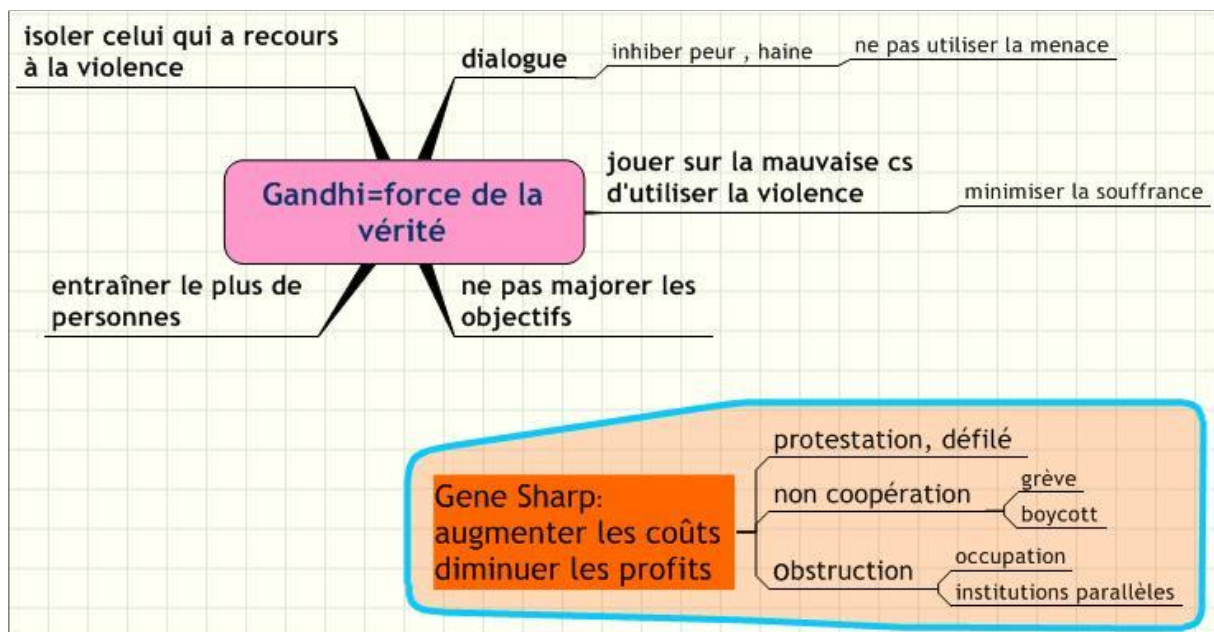 isoler celui qui a recours
à la violence
dialogue
inhiber peur , haine
ne pas utiliser la menace
Gandhi=force de la
vérité
jouer sur la mauvaise cs
d'utiliser la violence
minimiser la souffrance
entraîner le plus de
personnes
ne pas majorer les
objectifs
Gene Sharp:
augmenter les coûts
diminuer les profits
protestation, défilé
non coopération
grève
boycott
obstruction
occupation
institutions parallèles